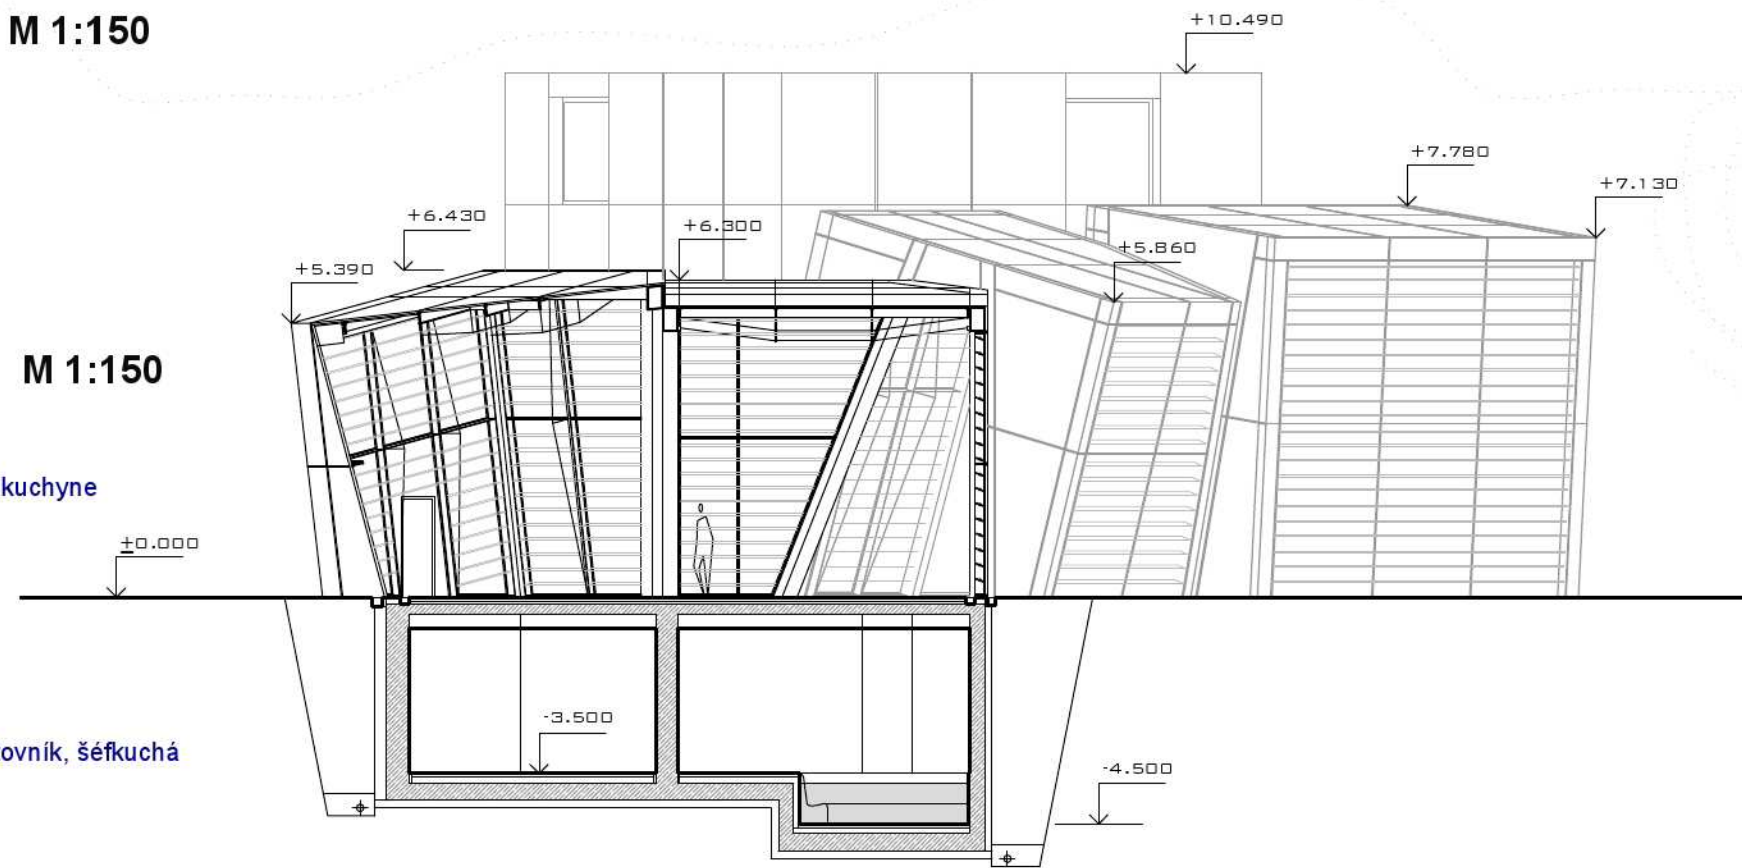 M 1:150
+10.490
+7.780
+7.130
+6.430
+6.300
+5.860
+5.390
M 1:150
kuchyne
±0.000
-3.500
ovník, šéfkuchá
-4.500